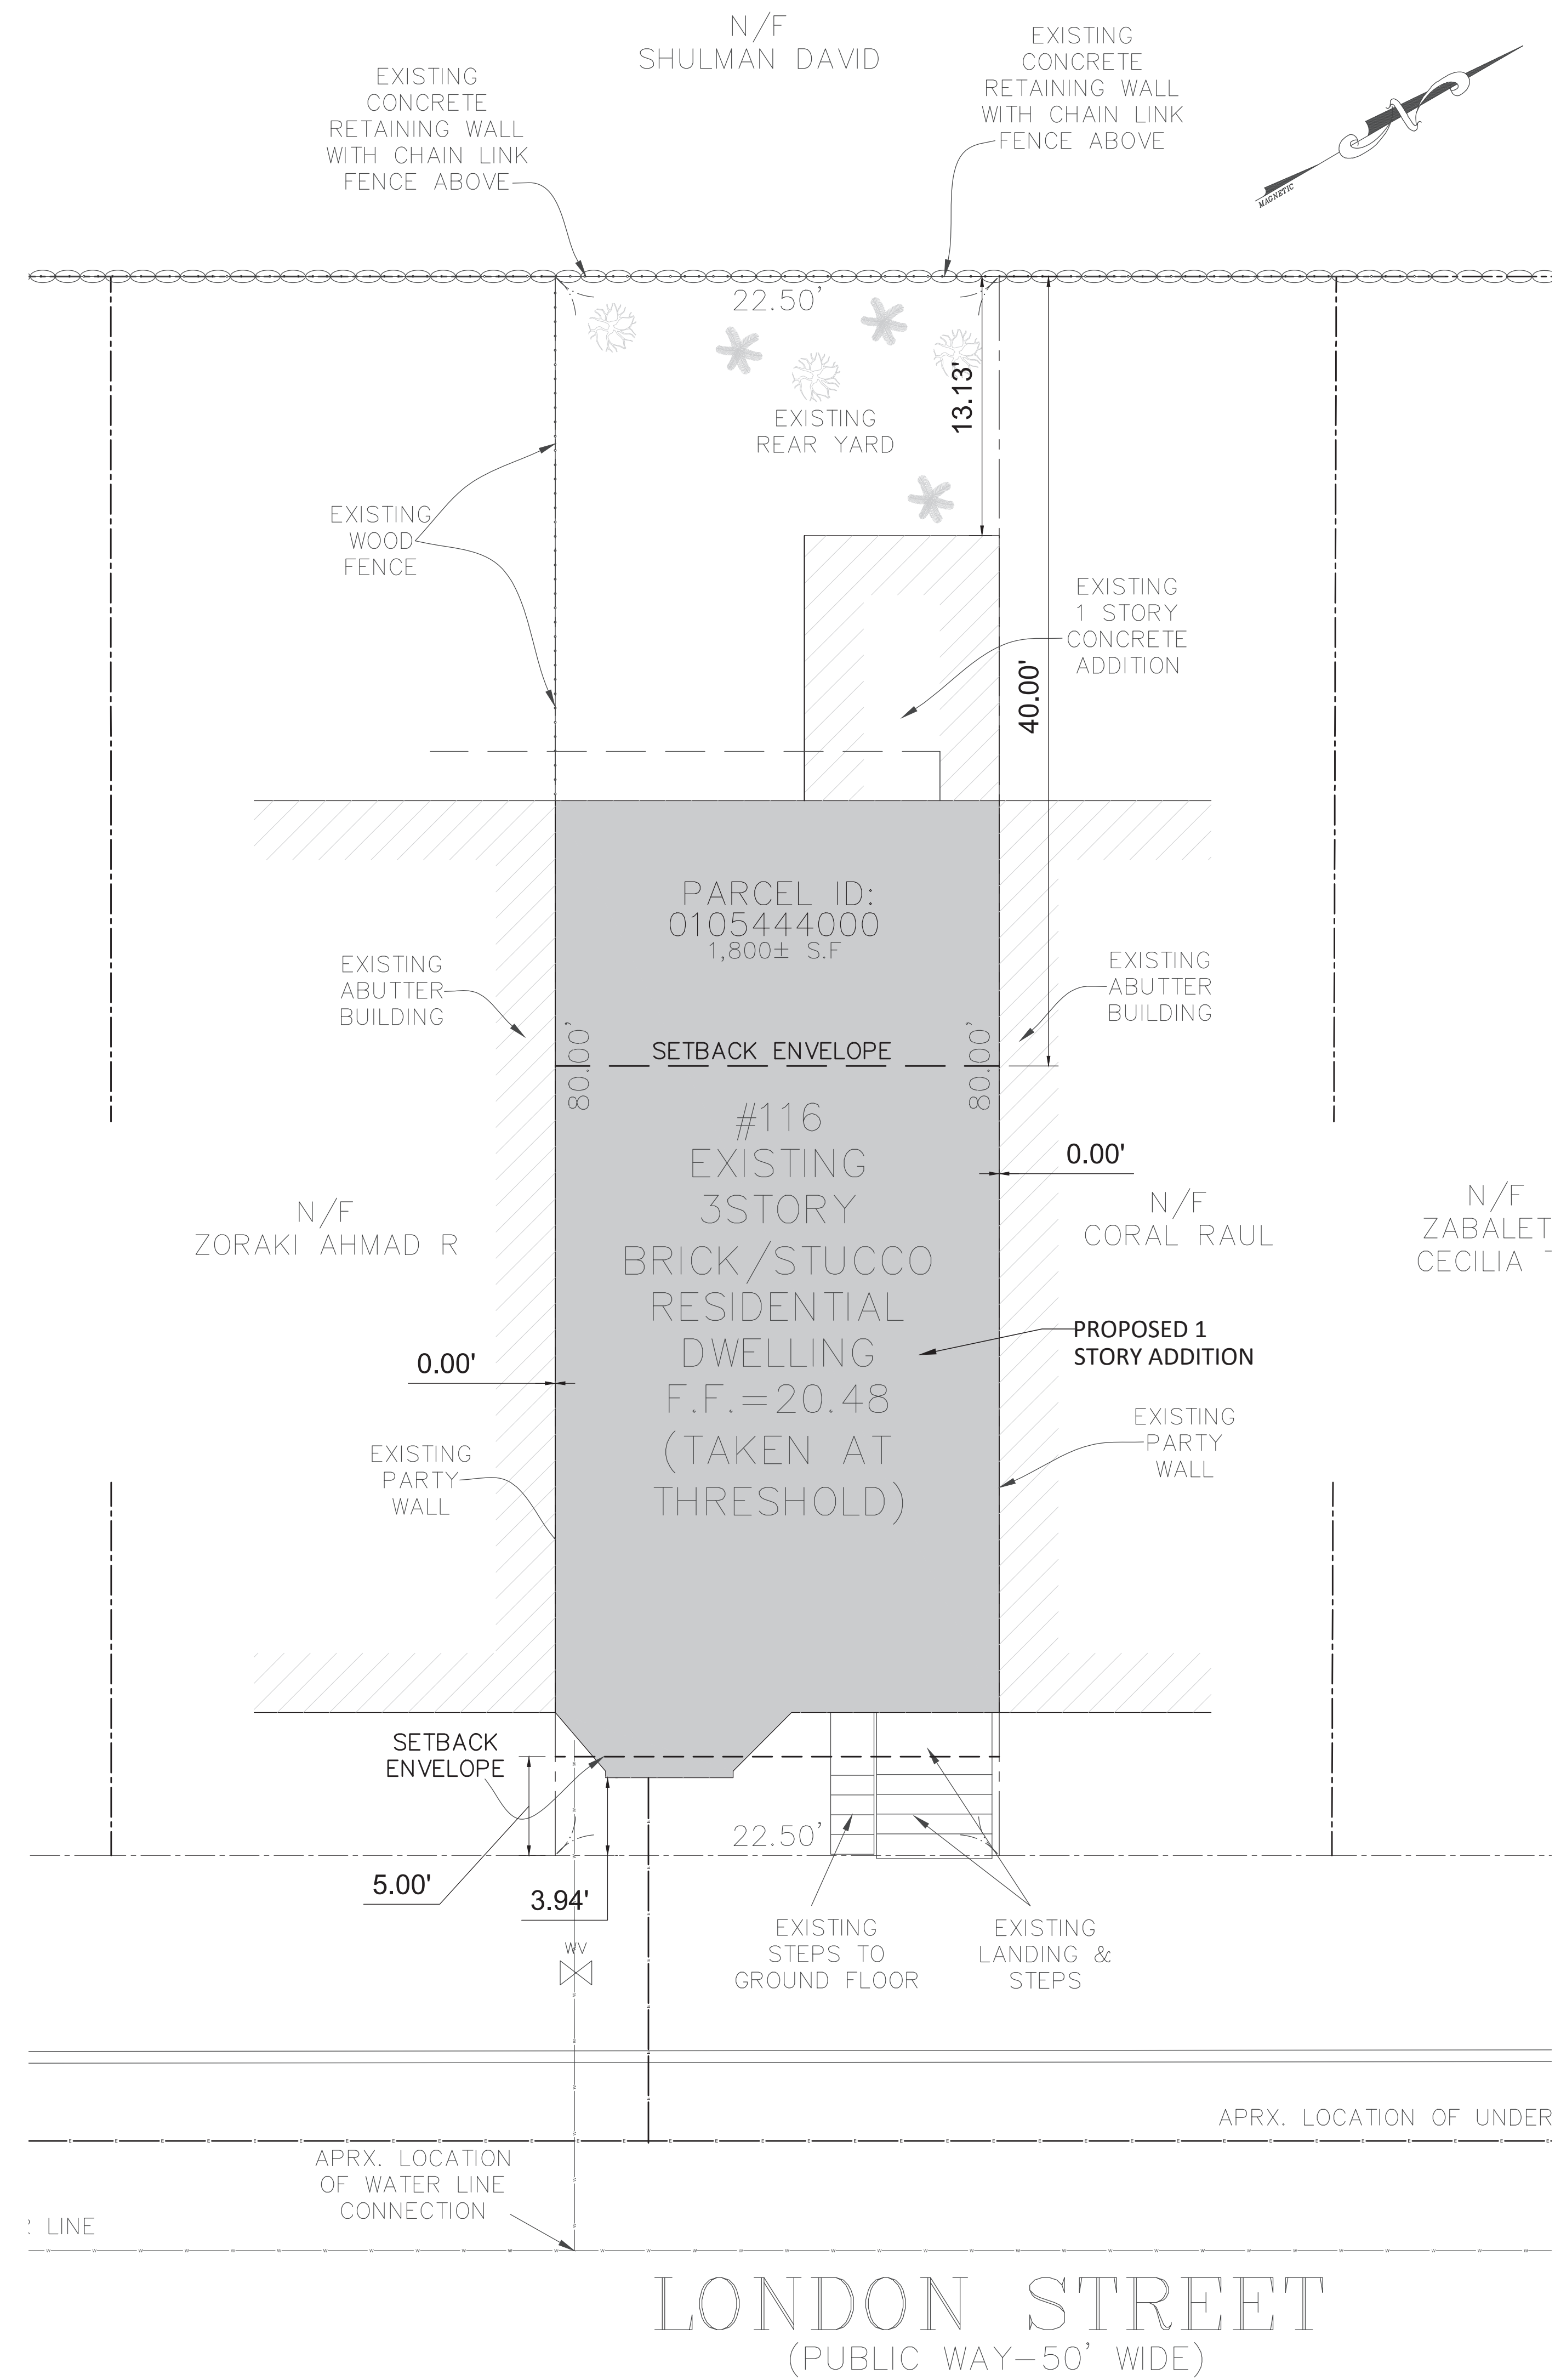 N/F
SHULMAN DAVID
EXISTING
CONCRETE
RETAINING WALL
WITH CHAIN LINK
FENCE ABOVE
EXISTING
CONCRETE
RETAINING WALL
WITH CHAIN LINK
FENCE ABOVE
N
MAGNETIC
22.50'
13.13'
EXISTING
REAR YARD
EXISTING
WOOD
FENCE
EXISTING
1 STORY
CONCRETE
ADDITION
40.00'
PARCEL ID:
0105444000
1,800± S.F
EXISTING
ABUTTER
BUILDING
EXISTING
ABUTTER
BUILDING
80.00'
SETBACK ENVELOPE
80.00'
#116
EXISTING
3STORY
BRICK/STUCCO
RESIDENTIAL
DWELLING
F.F.=20.48
(TAKEN AT
THRESHOLD)
0.00'
N/F
ZORAKI AHMAD R
N/F
CORAL RAUL
N/F
ZABALET
CECILIA
PROPOSED 1
STORY ADDITION
0.00'
EXISTING
PARTY
WALL
EXISTING
PARTY
WALL
SETBACK
ENVELOPE
22.50'
5.00'
3.94'
WV
EXISTING
STEPS TO
GROUND FLOOR
EXISTING
LANDING &
STEPS
APRX. LOCATION OF UNDER
APRX. LOCATION
OF WATER LINE
CONNECTION
LINE
LONDON STREET
(PUBLIC WAY-50' WIDE)